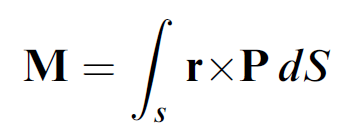 M = ∫_S r×P dS